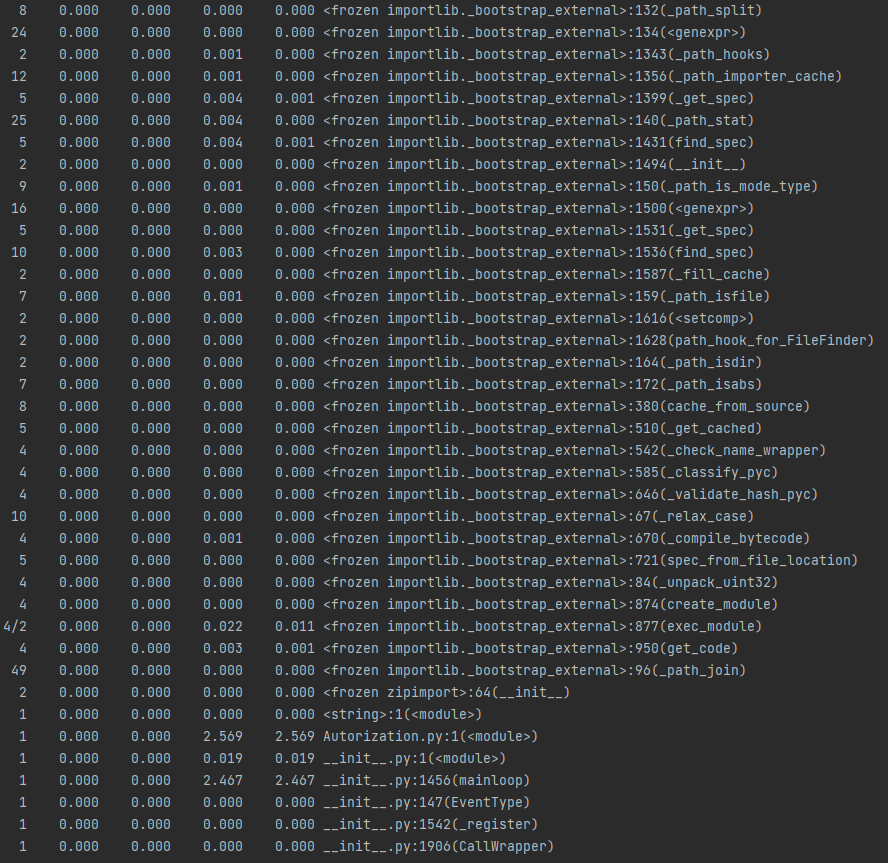 8 0.000 0.000 0.000 0.000 <frozen importlib._bootstrap_external>:132(_path_split)
24 0.000 0.000 0.000 0.000 <frozen importlib._bootstrap_external>:134(<genexpr>)
2 0.000 0.000 0.001 0.000 <frozen importlib._bootstrap_external>:1343(_path_hooks)
12 0.000 0.000 0.001 0.000 <frozen importlib._bootstrap_external>:1356(_path_importer_cache)
5 0.000 0.000 0.004 0.001 <frozen importlib._bootstrap_external>:1399(_get_spec)
25 0.000 0.000 0.004 0.000 <frozen importlib._bootstrap_external>:140(_path_stat)
5 0.000 0.000 0.004 0.001 <frozen importlib._bootstrap_external>:1431(find_spec)
2 0.000 0.000 0.000 0.000 <frozen importlib._bootstrap_external>:1494(__init__)
9 0.000 0.000 0.001 0.000 <frozen importlib._bootstrap_external>:150(_path_is_mode_type)
16 0.000 0.000 0.000 0.000 <frozen importlib._bootstrap_external>:1500(<genexpr>)
5 0.000 0.000 0.000 0.000 <frozen importlib._bootstrap_external>:1531(_get_spec)
10 0.000 0.000 0.003 0.000 <frozen importlib._bootstrap_external>:1536(find_spec)
2 0.000 0.000 0.000 0.000 <frozen importlib._bootstrap_external>:1587(_fill_cache)
7 0.000 0.000 0.001 0.000 <frozen importlib._bootstrap_external>:159(_path_isfile)
2 0.000 0.000 0.000 0.000 <frozen importlib._bootstrap_external>:1616(<setcomp>)
2 0.000 0.000 0.000 0.000 <frozen importlib._bootstrap_external>:1628(path_hook_for_FileFinder)
2 0.000 0.000 0.000 0.000 <frozen importlib._bootstrap_external>:164(_path_isdir)
7 0.000 0.000 0.000 0.000 <frozen importlib._bootstrap_external>:172(_path_isabs)
8 0.000 0.000 0.000 0.000 <frozen importlib._bootstrap_external>:380(cache_from_source)
5 0.000 0.000 0.000 0.000 <frozen importlib._bootstrap_external>:510(_get_cached)
4 0.000 0.000 0.000 0.000 <frozen importlib._bootstrap_external>:542(_check_name_wrapper)
4 0.000 0.000 0.000 0.000 <frozen importlib._bootstrap_external>:585(_classify_pyc)
4 0.000 0.000 0.000 0.000 <frozen importlib._bootstrap_external>:646(_validate_hash_pyc)
10 0.000 0.000 0.000 0.000 <frozen importlib._bootstrap_external>:67(_relax_case)
4 0.000 0.000 0.001 0.000 <frozen importlib._bootstrap_external>:670(_compile_bytecode)
5 0.000 0.000 0.000 0.000 <frozen importlib._bootstrap_external>:721(spec_from_file_location)
4 0.000 0.000 0.000 0.000 <frozen importlib._bootstrap_external>:84(_unpack_uint32)
4 0.000 0.000 0.000 0.000 <frozen importlib._bootstrap_external>:874(create_module)
4/2 0.000 0.000 0.022 0.011 <frozen importlib._bootstrap_external>:877(exec_module)
4 0.000 0.000 0.003 0.001 <frozen importlib._bootstrap_external>:950(get_code)
49 0.000 0.000 0.000 0.000 <frozen importlib._bootstrap_external>:96(_path_join)
2 0.000 0.000 0.000 0.000 <frozen zipimport>:64(__init__)
1 0.000 0.000 0.000 0.000 <string>:1(<module>)
1 0.000 0.000 2.569 2.569 Autorization.py:1(<module>)
1 0.000 0.000 0.019 0.019 __init__.py:1(<module>)
1 0.000 0.000 2.467 2.467 __init__.py:1456(mainloop)
1 0.000 0.000 0.000 0.000 __init__.py:147(EventType)
1 0.000 0.000 0.000 0.000 __init__.py:1542(_register)
1 0.000 0.000 0.000 0.000 __init__.py:1906(CallWrapper)